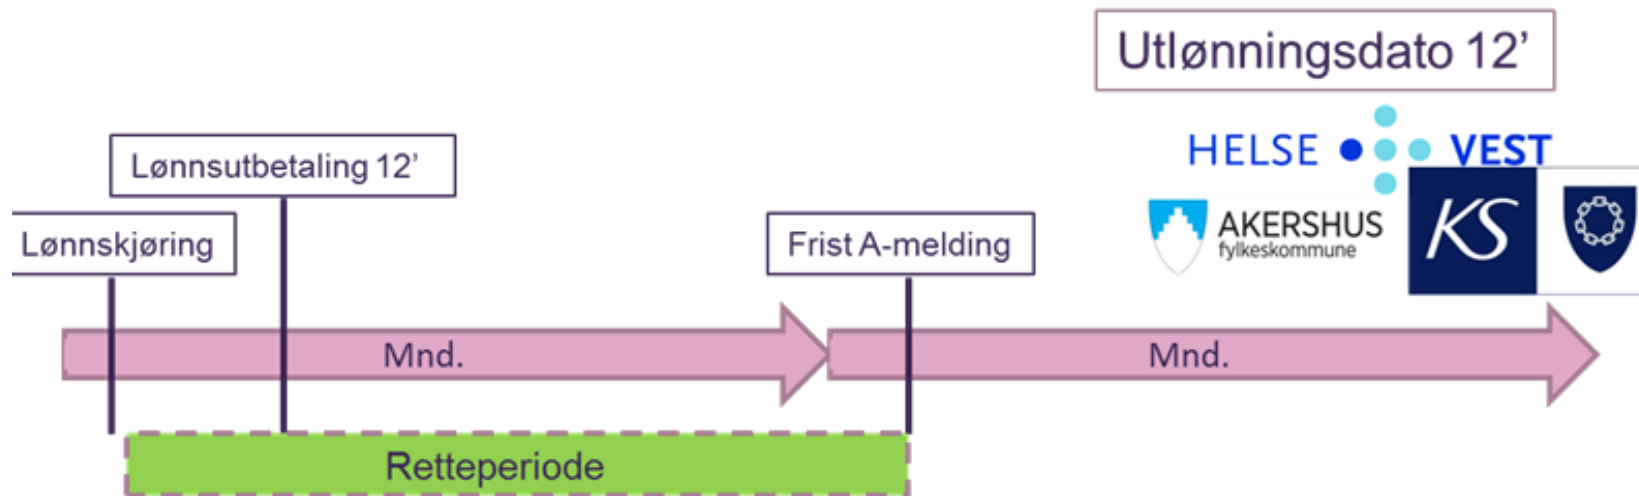 Utlønningsdato 12’
HELSE VEST
Lønnsutbetaling 12’
AKERSHUS
fylkeskommune
KS
Lønnskjøring
Frist A-melding
Mnd.
Mnd.
Retteperiode